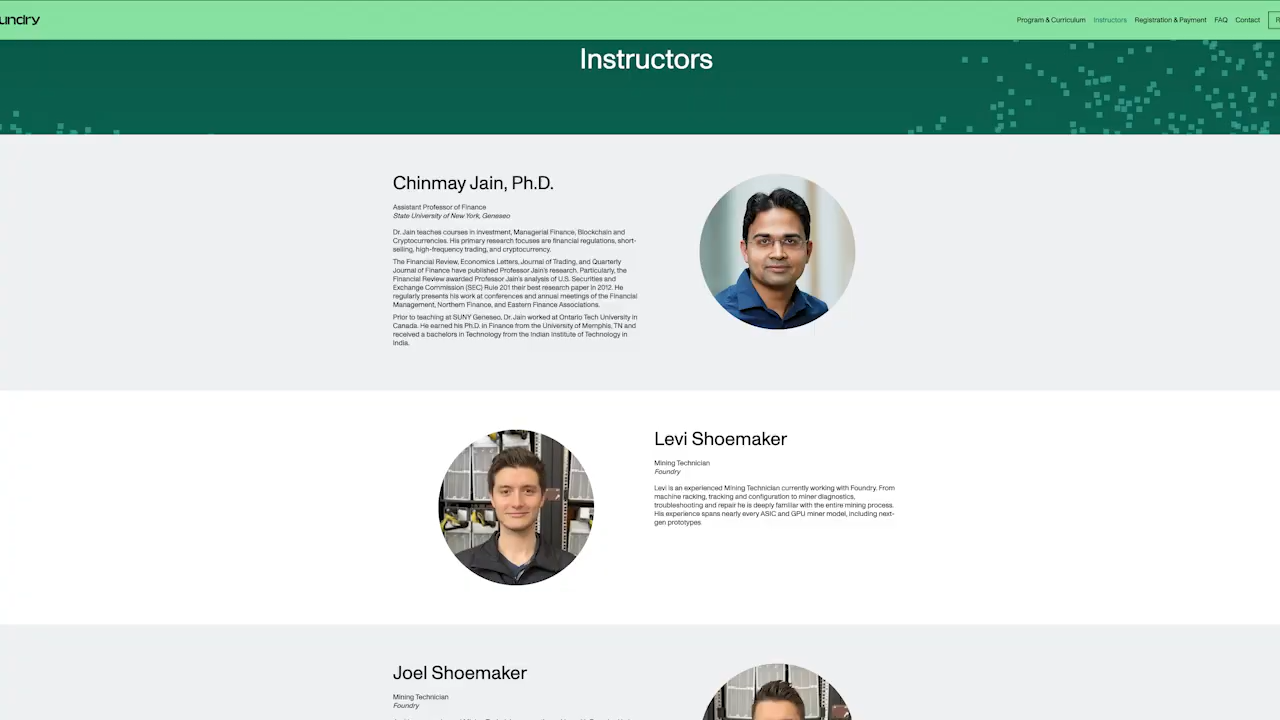 undry
Program & Curriculum
Instructors
Registration & Payment
FAQ
Contact
Instructors
Chinmay Jain, Ph.D.
Assistant Professor of Finance
State University of New York, Geneseo
Dr. Jain teaches courses in Investment, Managerial Finance, Blockchain and
Cryptocurrencies. His primary research focuses are financial regulations, short-
selling, high-frequency trading, and cryptocurrency.
The Financial Review, Economics Letters, Journal of Trading, and Quarterly
Journal of Finance have published Professor Jain's research. Particularly, the
Financial Review awarded Professor Jain's analysis of U.S. Securities and
Exchange Commission (SEC) Rule 201 their best research paper in 2012. He
regularly presents his work at conferences and annual meetings of the Financial
Management, Northern Finance, and Eastern Finance Associations.
Prior to teaching at SUNY Geneseo, Dr. Jain worked at Ontario Tech University in
Canada. He earned his Ph.D. in Finance from the University of Memphis, TN and
received a bachelors in Technology from the Indian Institute of Technology in
India.
Levi Shoemaker
Mining Technician
Foundry
Levi is an experienced Mining Technician currently working with Foundry. From
machine racking, tracking and configuration to miner diagnostics,
troubleshooting and repair he is deeply familiar with the entire mining process.
His experience spans nearly every ASIC and GPU miner model, including next-
gen prototypes.
Joel Shoemaker
Mining Technician
Foundry